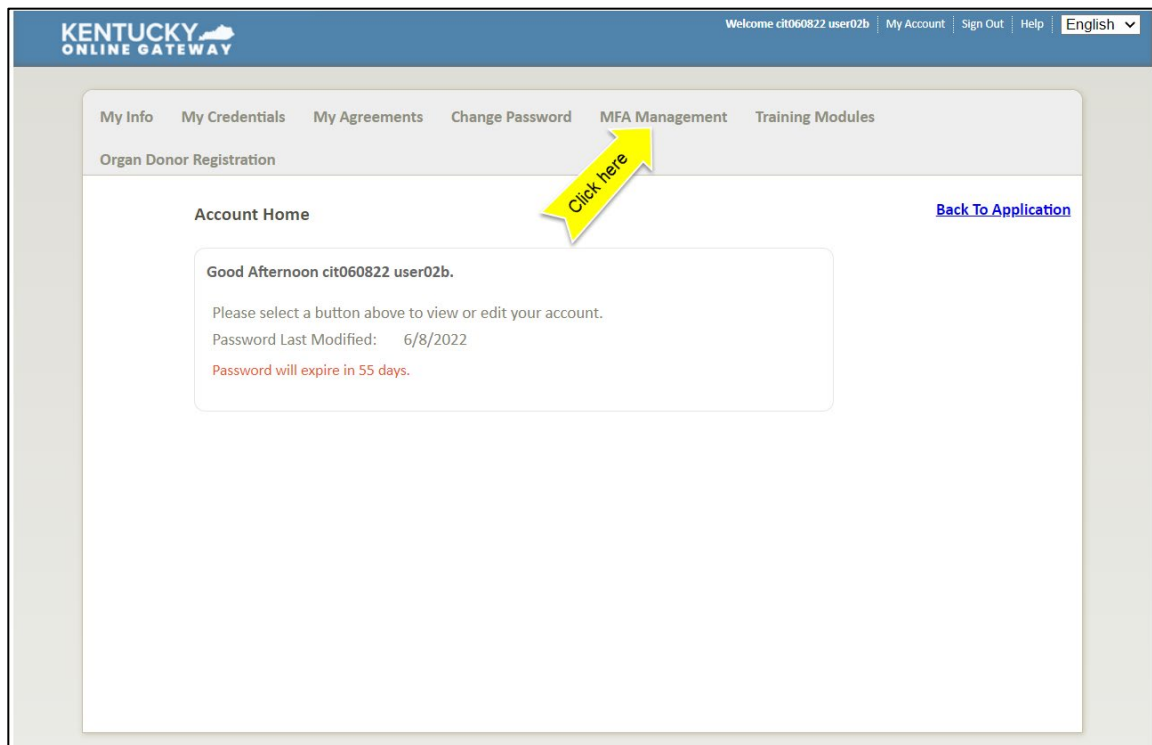 KENTUCKY
ONLINE GATEWAY
Welcome cit060822 user02b My Account Sign Out Help English
My Info My Credentials My Agreements Change Password MFA Management Training Modules
Organ Donor Registration
Click here
Account Home
Back To Application
Good Afternoon cit060822 user02b.
Please select a button above to view or edit your account.
Password Last Modified: 6/8/2022
Password will expire in 55 days.